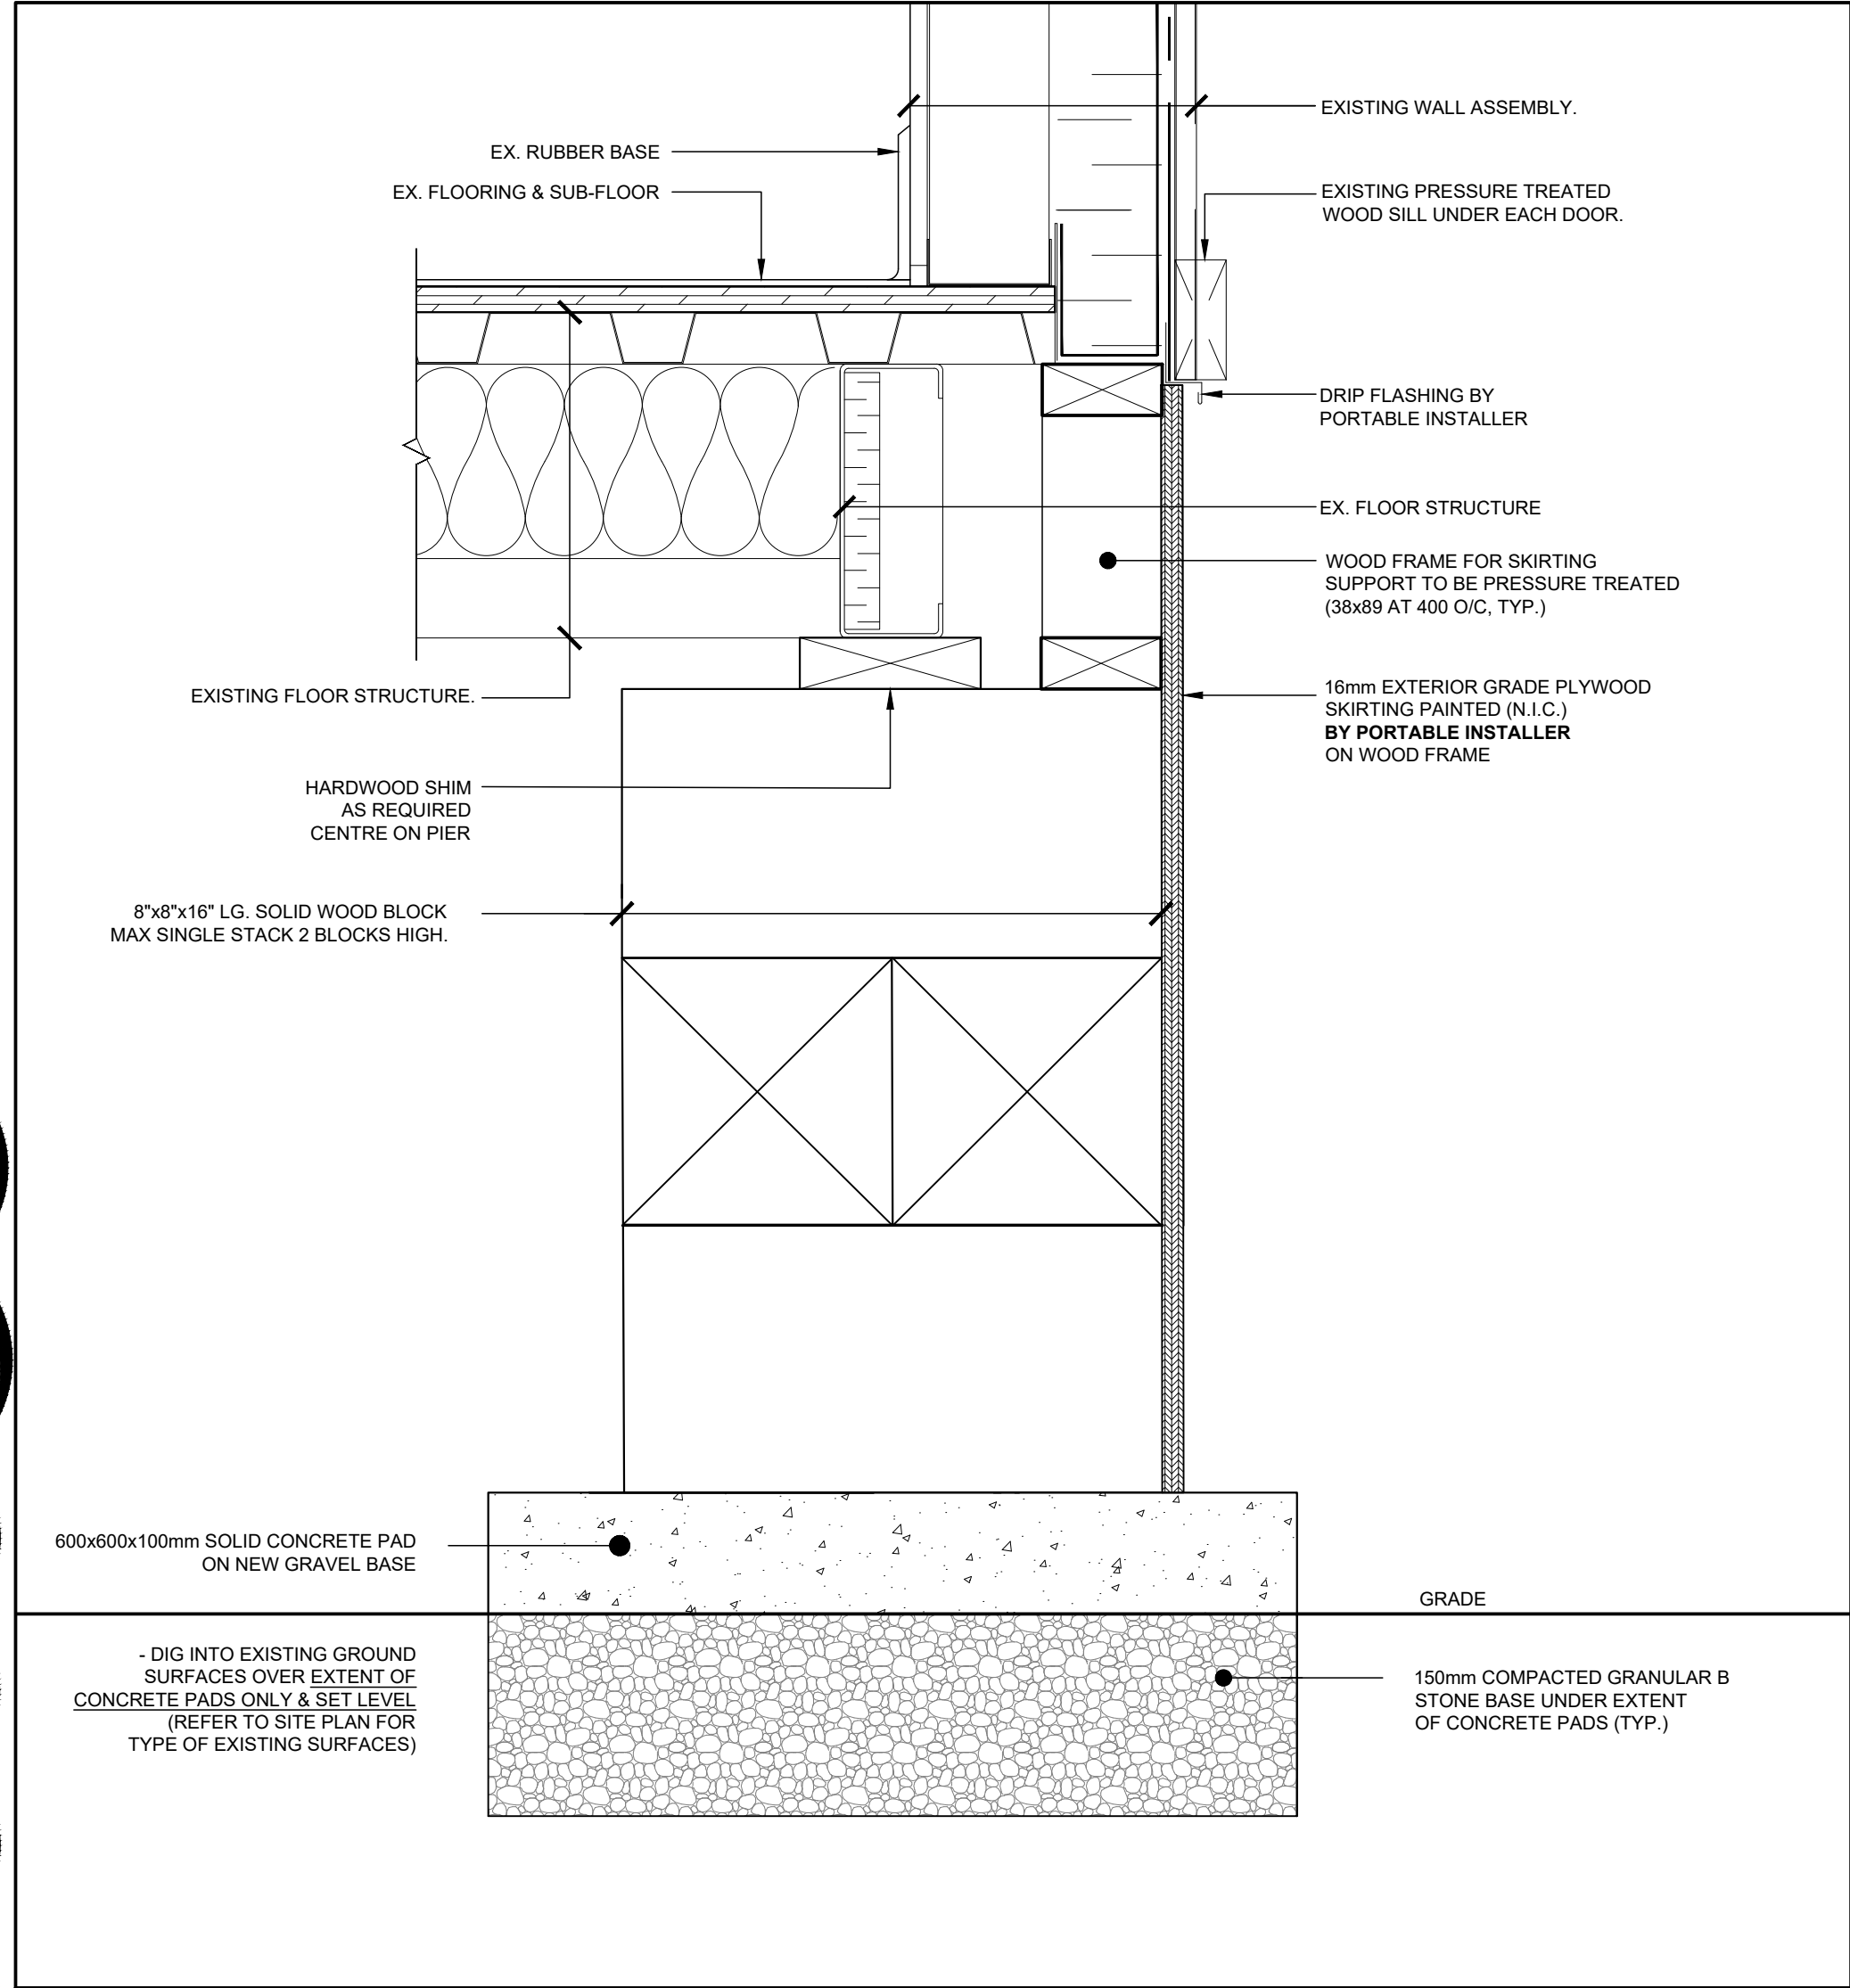 EXISTING WALL ASSEMBLY.
EX. RUBBER BASE
EX. FLOORING & SUB-FLOOR
EXISTING PRESSURE TREATED
WOOD SILL UNDER EACH DOOR.
DRIP FLASHING BY
PORTABLE INSTALLER
EX. FLOOR STRUCTURE
WOOD FRAME FOR SKIRTING
SUPPORT TO BE PRESSURE TREATED
(38x89 AT 400 O/C, TYP.)
EXISTING FLOOR STRUCTURE.
16mm EXTERIOR GRADE PLYWOOD
SKIRTING PAINTED (N.I.C.)
BY PORTABLE INSTALLER
ON WOOD FRAME
HARDWOOD SHIM
AS REQUIRED
CENTRE ON PIER
8"x8"x16" LG. SOLID WOOD BLOCK
MAX SINGLE STACK 2 BLOCKS HIGH.
600x600x100mm SOLID CONCRETE PAD
ON NEW GRAVEL BASE
GRADE
- DIG INTO EXISTING GROUND
SURFACES OVER EXTENT OF
CONCRETE PADS ONLY & SET LEVEL
(REFER TO SITE PLAN FOR
TYPE OF EXISTING SURFACES)
150mm COMPACTED GRANULAR B
STONE BASE UNDER EXTENT
OF CONCRETE PADS (TYP.)